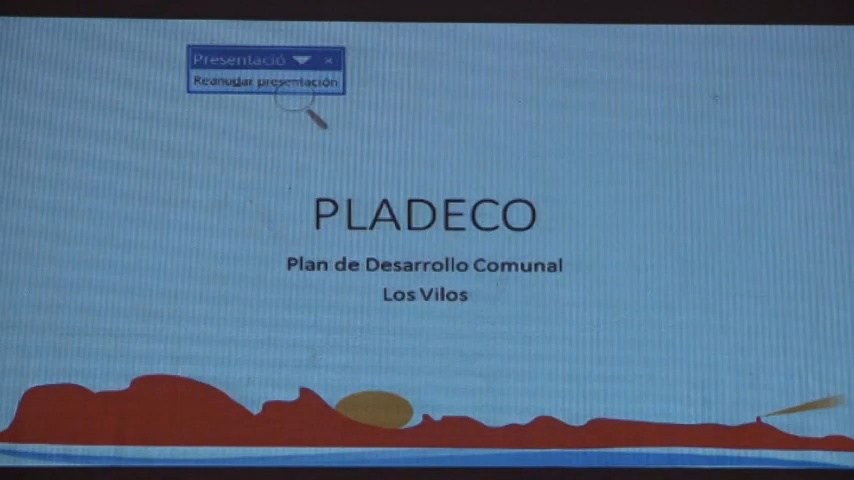 Presentació
Reanudar presentación
PLADECO
Plan de Desarrollo Comunal
Los Vilos